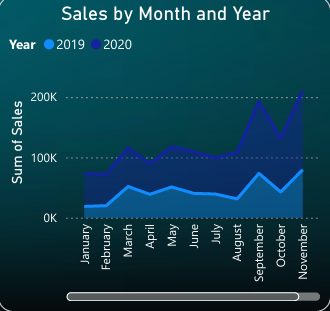 Sales by Month and Year
Year 2019 2020
Sum of Sales
200K
100K
0K
January
February
March
April
May
June
July
August
September
October
November